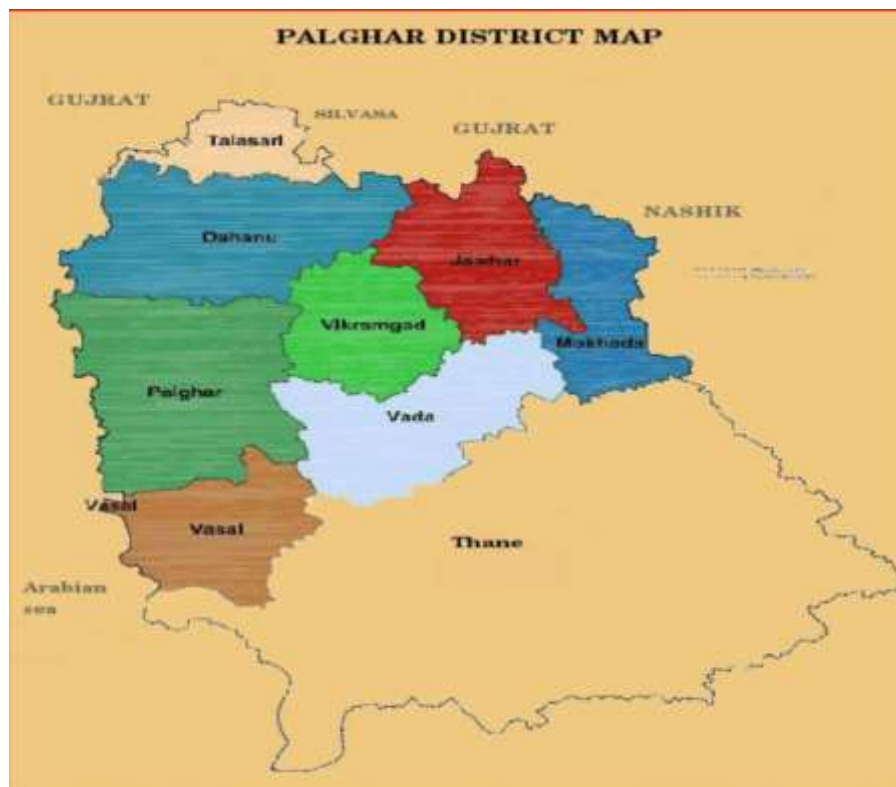 PALGHAR DISTRICT MAP
GUJRAT
SILVASA
GUJRAT
Talasari
NASHIK
Dahanu
Jawhar
Vikramgad
Mokhada
Palghar
Vada
Vasai
Vasai
Thane
Arabian
sea